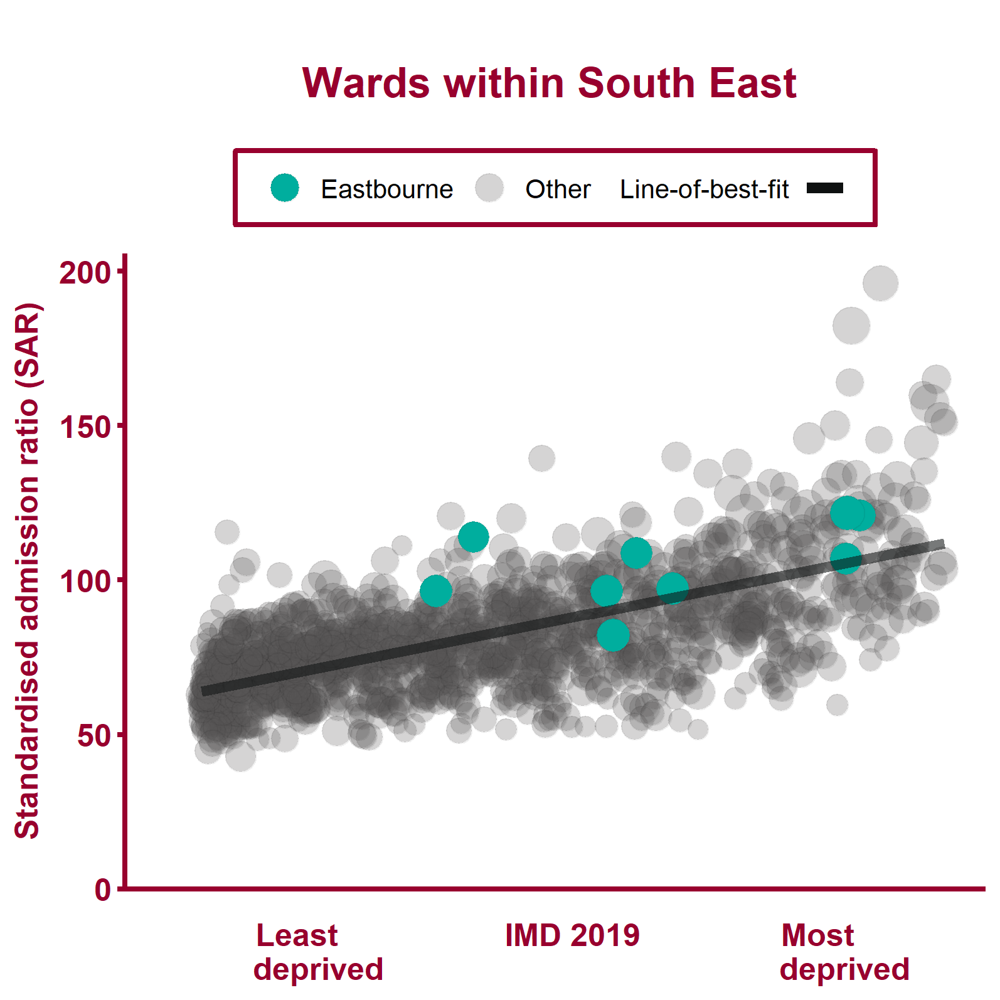 Wards within South East
Eastbourne
Other
Line-of-best-fit
Standardised admission ratio (SAR)
200
150
100
50
0
Least
deprived
IMD 2019
Most
deprived